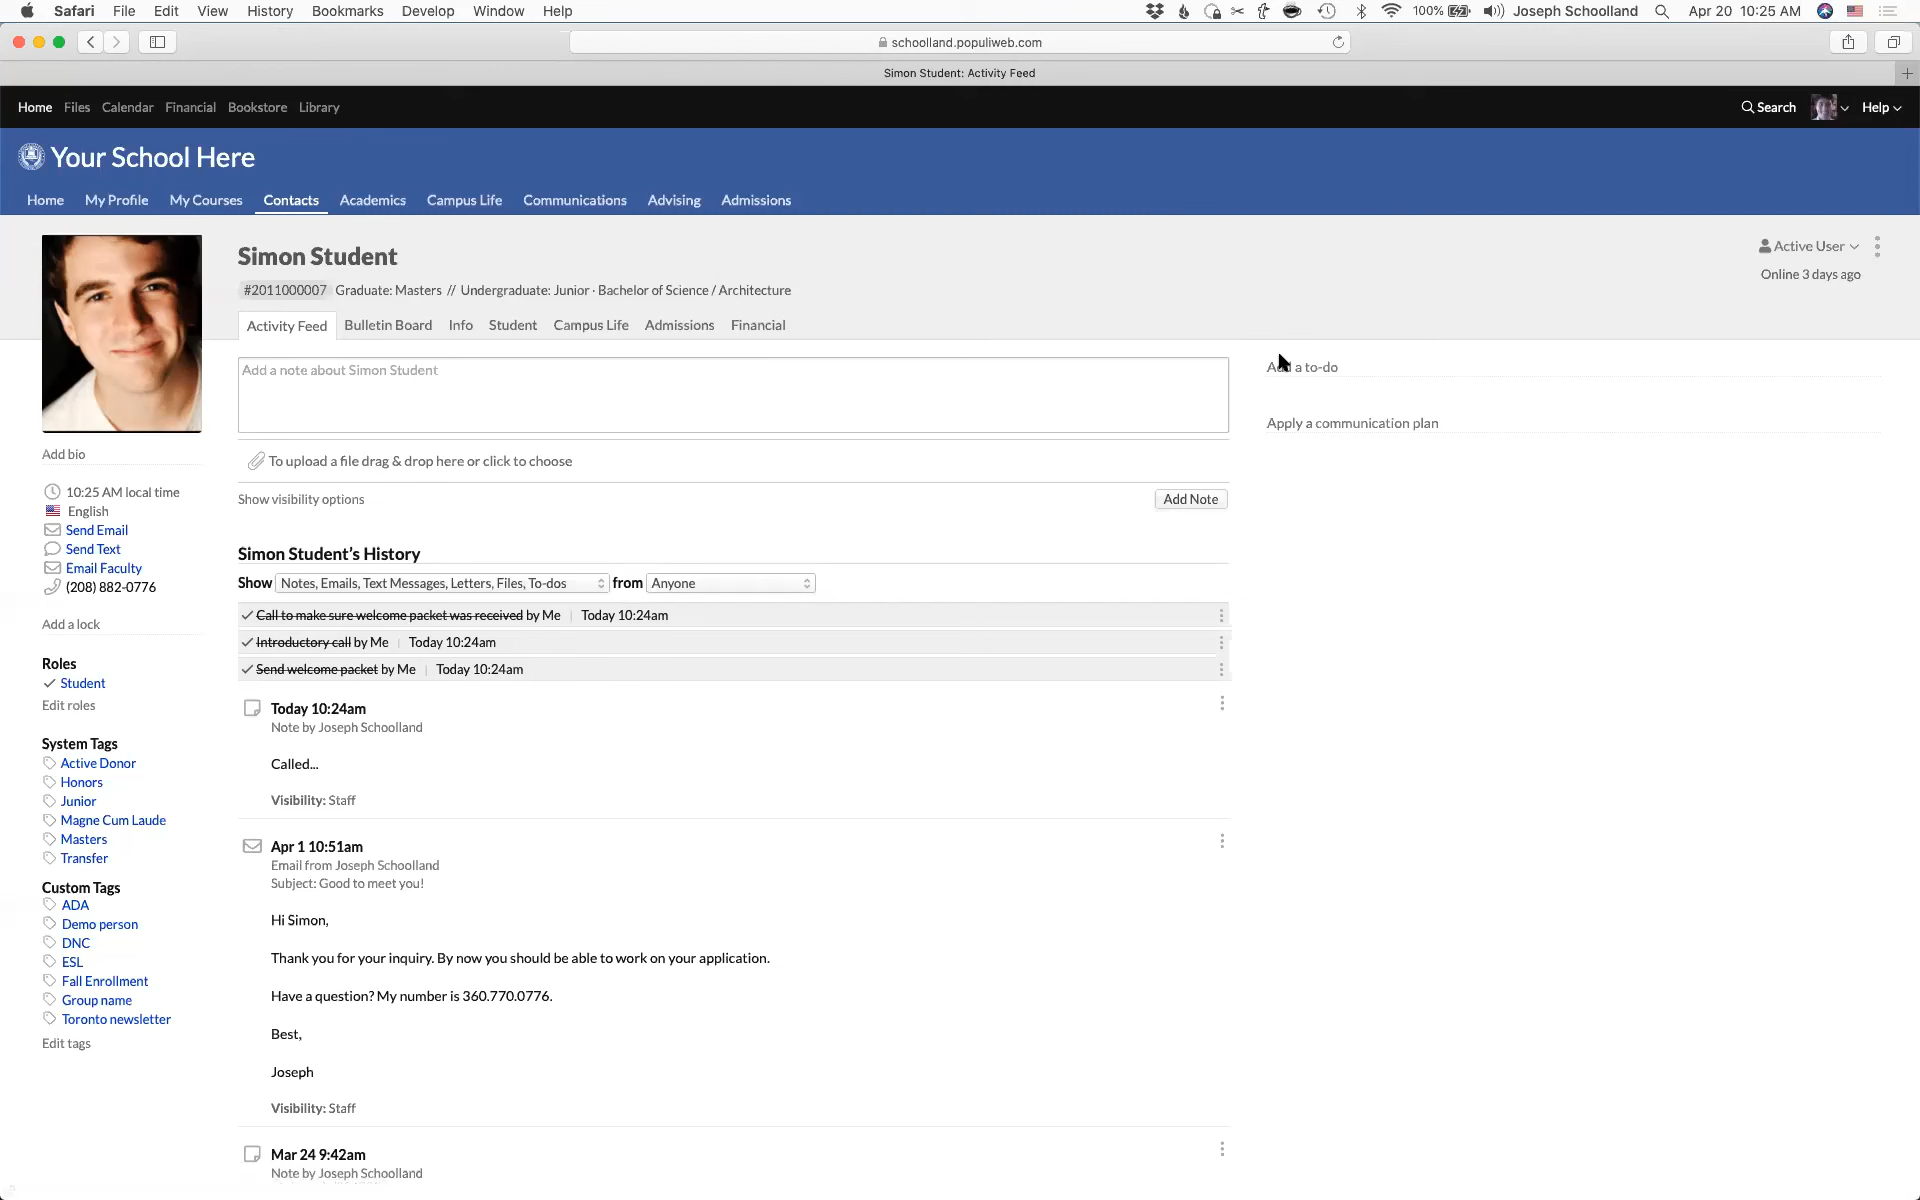 Safari File Edit View History Bookmarks Develop Window Help 100% Joseph Schoolland Apr 20 10:25 AM
schoolland.populiweb.com
Simon Student: Activity Feed
Home Files Calendar Financial Bookstore Library Search Help
Your School Here
Home My Profile My Courses Contacts Academics Campus Life Communications Advising Admissions
Simon Student
Active User
Online 3 days ago
#2011000007 Graduate: Masters // Undergraduate: Junior · Bachelor of Science / Architecture
Activity Feed Bulletin Board Info Student Campus Life Admissions Financial
Add a note about Simon Student
To upload a file drag & drop here or click to choose
Show visibility options Add Note
Add a to-do
Apply a communication plan
Add bio
10:25 AM local time
English
Send Email
Send Text
Email Faculty
(208) 882-0776
Add a lock
Roles
Student
Edit roles
System Tags
Active Donor
Honors
Junior
Magne Cum Laude
Masters
Transfer
Custom Tags
ADA
Demo person
DNC
ESL
Fall Enrollment
Group name
Toronto newsletter
Edit tags
Simon Student's History
Show Notes, Emails, Text Messages, Letters, Files, To-dos from Anyone
Call to make sure welcome packet was received by Me | Today 10:24am
Introductory call by Me | Today 10:24am
Send welcome packet by Me | Today 10:24am
Today 10:24am
Note by Joseph Schoolland
Called...
Visibility: Staff
Apr 1 10:51am
Email from Joseph Schoolland
Subject: Good to meet you!
Hi Simon,
Thank you for your inquiry. By now you should be able to work on your application.
Have a question? My number is 360.770.0776.
Best,
Joseph
Visibility: Staff
Mar 24 9:42am
Note by Joseph Schoolland